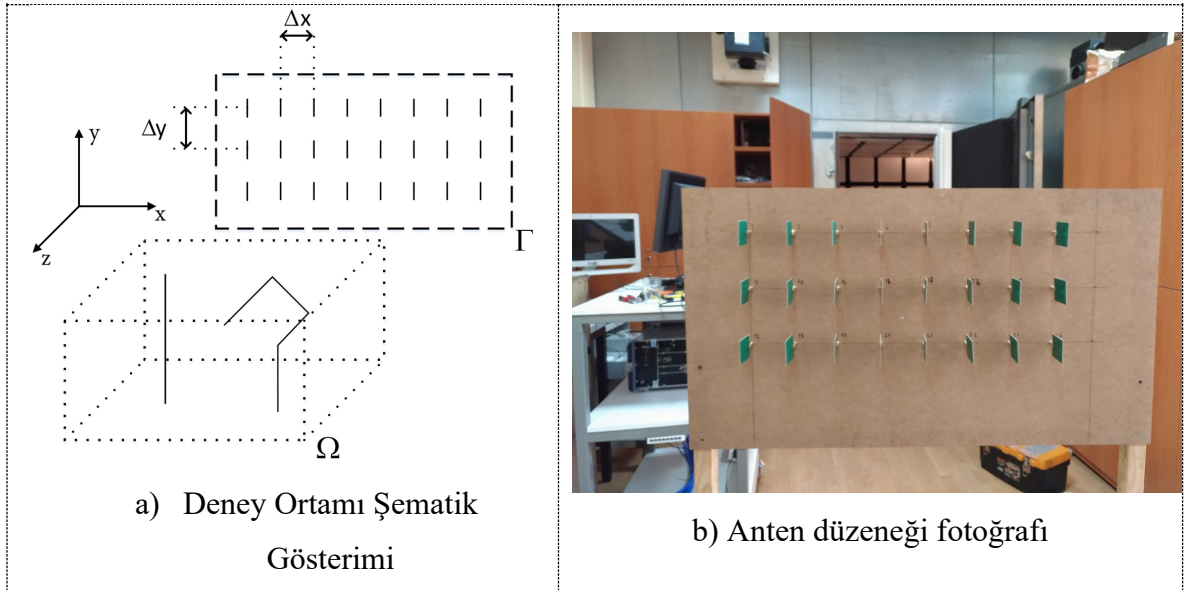 Δx
Δy
y
x
z
Γ
Ω
a) Deney Ortamı Şematik
Gösterimi
b) Anten düzeneği fotoğrafı